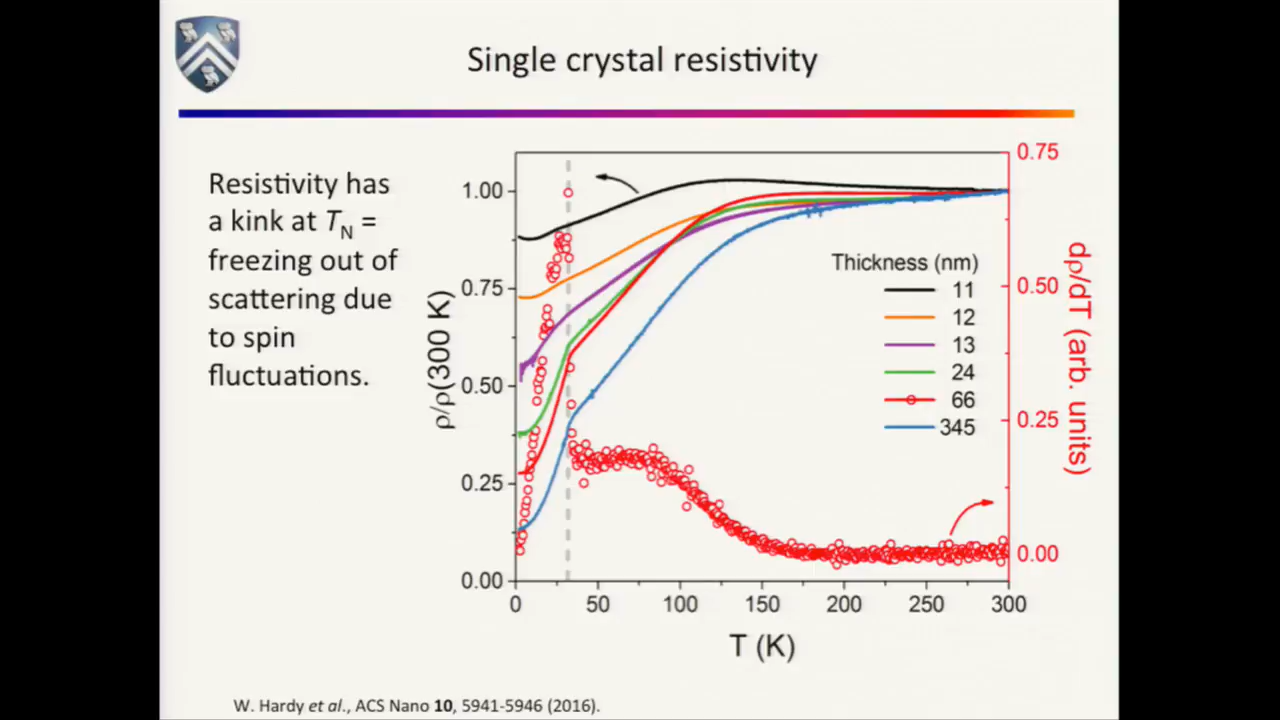 Single crystal resistivity
Resistivity has
a kink at TN =
freezing out of
scattering due
to spin
fluctuations.
ρ/ρ(300 K)
1.00
0.75
0.50
0.25
0.00
0
50
100
150
200
250
300
T (K)
Thickness (nm)
11
12
13
24
66
345
0.75
0.50
0.25
0.00
dρ/dT (arb. units)
W. Hardy et al., ACS Nano 10, 5941-5946 (2016).